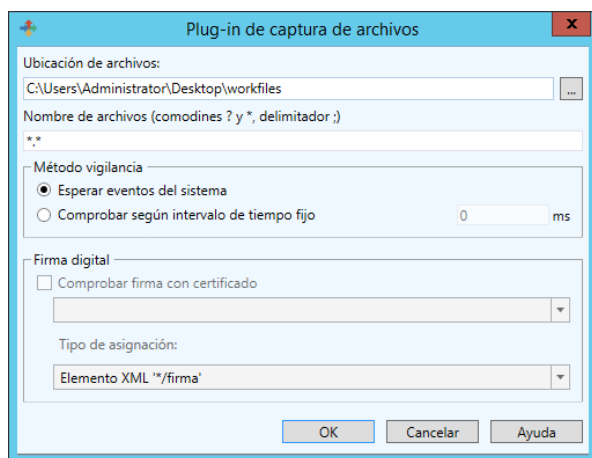 Plug-in de captura de archivos
x
Ubicación de archivos:
C:\Users\Administrator\Desktop\workfiles
...
Nombre de archivos (comodines ? y *, delimitador ;)
*.*
Método vigilancia
Esperar eventos del sistema
Comprobar según intervalo de tiempo fijo 0 ms
Firma digital
Comprobar firma con certificado
Tipo de asignación:
Elemento XML '*/firma'
OK Cancelar Ayuda